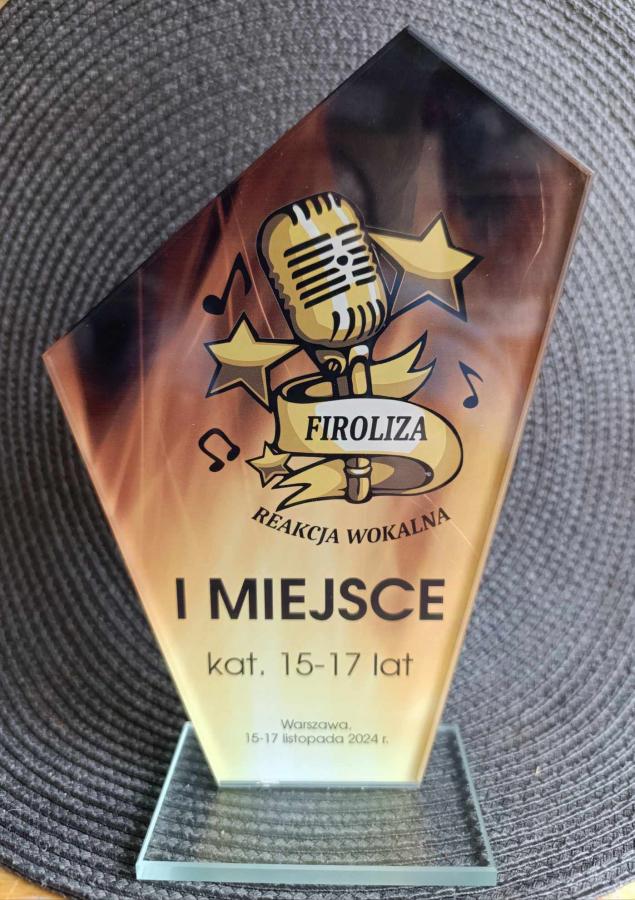 FIROLIZA
REAKCJA WOKALNA
I MIEJSCE
kat. 15-17 lat
Warszawa,
15-17 listopada 2024 r.